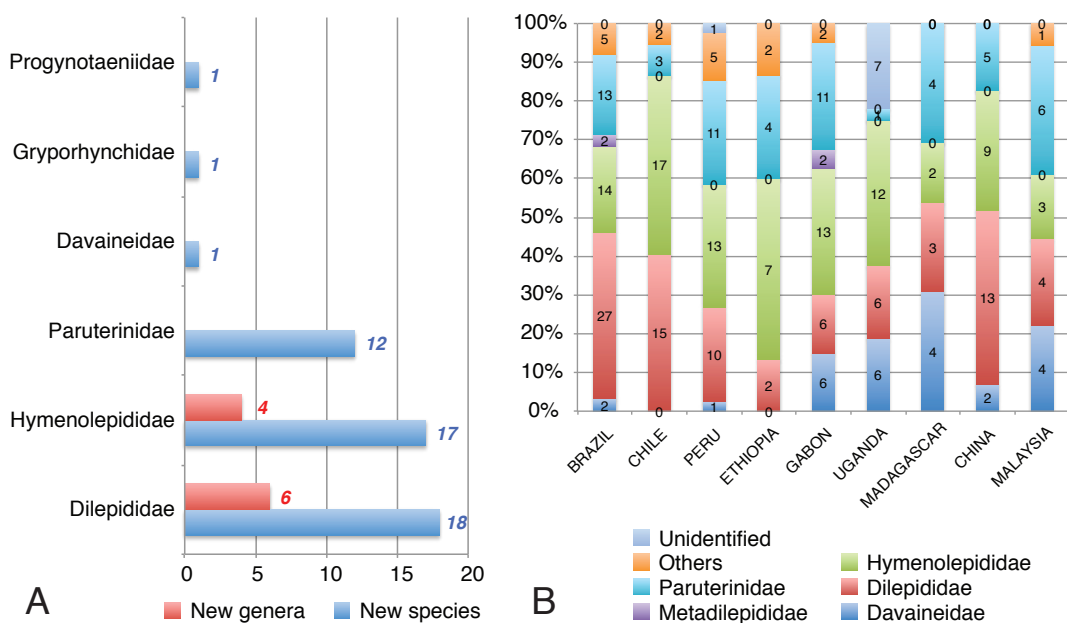 Progynotaeniidae
1
Gryporhynchidae
1
Davaineidae
1
Paruterinidae
12
Hymenolepididae
4
17
Dilepididae
6
18
0 5 10 15 20
A
New genera New species
100%
90%
80%
70%
60%
50%
40%
30%
20%
10%
0%
0 5 13 2 14 27 2
0 2 3 0 17 15 0
1 5 11 0 13 10 1
0 2 4 0 7 2 0
0 2 11 2 13 6 6
7 0 1 0 12 6 6
0 4 0 2 3 4
0 5 0 9 13 2
0 1 6 0 3 4 4
BRAZIL
CHILE
PERU
ETHIOPIA
GABON
UGANDA
MADAGASCAR
CHINA
MALAYSIA
B
Unidentified
Others Hymenolepididae
Paruterinidae Dilepididae
Metadilepididae Davaineidae